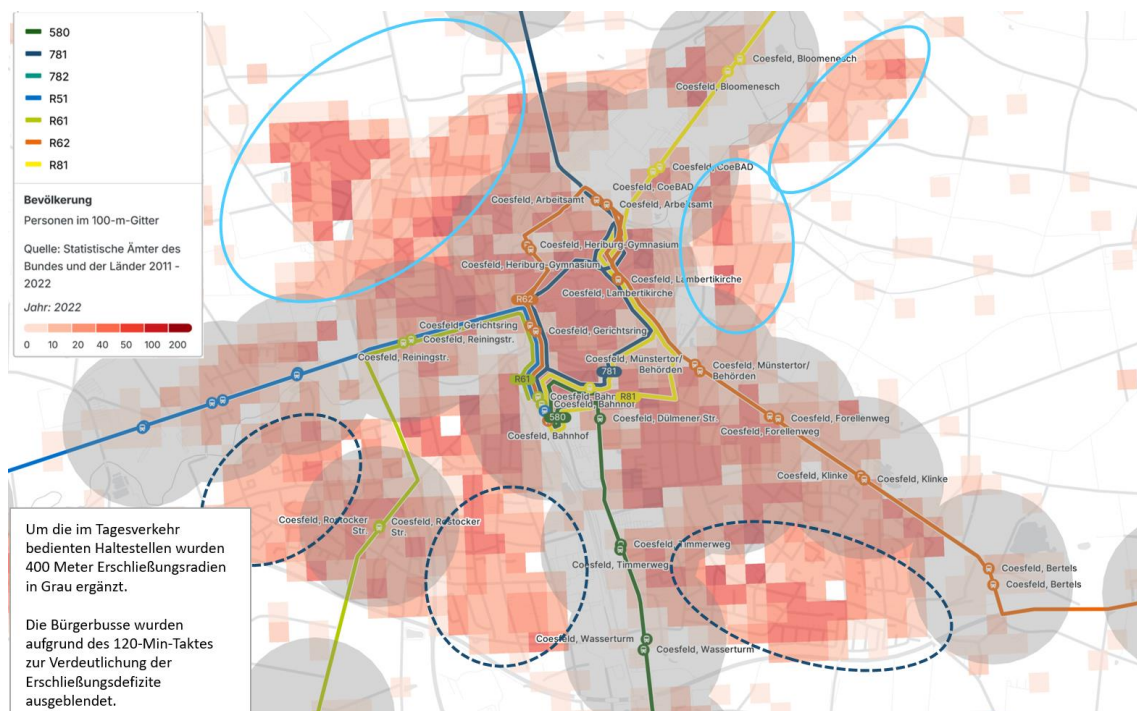 580
781
782
R51
R61
R62
R81
Bevölkerung
Personen im 100-m-Gitter
Quelle: Statistische Ämter des
Bundes und der Länder 2011 -
2022
Jahr: 2022
0 10 20 40 50 100 200
Coesfeld, Bloomenesch
Coesfeld, Bloomenesch
Coesfeld, CoeBAD
Coesfeld, CoeBAD
Coesfeld, Arbeitsamt
Coesfeld, Arbeitsamt
Coesfeld, Heriburg-Gymnasium
Coesfeld, Heriburg-Gymnasium
Coesfeld, Lambertikirche
Coesfeld, Lambertikirche
R62
Coesfeld, Gerichtsring
Coesfeld, Gerichtsring
Coesfeld, Reiningstr.
Coesfeld, Reiningstr.
Coesfeld, Münstertor/
Behörden
Coesfeld, Münstertor/
Behörden
781
R61
R81
Coesfeld, Bahnhof
580
Coesfeld, Bahnhof
Coesfeld, Dülmener Str.
Coesfeld, Forellenweg
Coesfeld, Forellenweg
Coesfeld, Klinke
Coesfeld, Klinke
Coesfeld, Rostocker
Str.
Coesfeld, Rostocker
Str.
Coesfeld, Timmerweg
Coesfeld, Timmerweg
Coesfeld, Bertels
Coesfeld, Bertels
Coesfeld, Wasserturm
Coesfeld, Wasserturm
Um die im Tagesverkehr
bedienten Haltestellen wurden
400 Meter Erschließungsradien
in Grau ergänzt.
Die Bürgerbusse wurden
aufgrund des 120-Min-Taktes
zur Verdeutlichung der
Erschließungsdefizite
ausgeblendet.